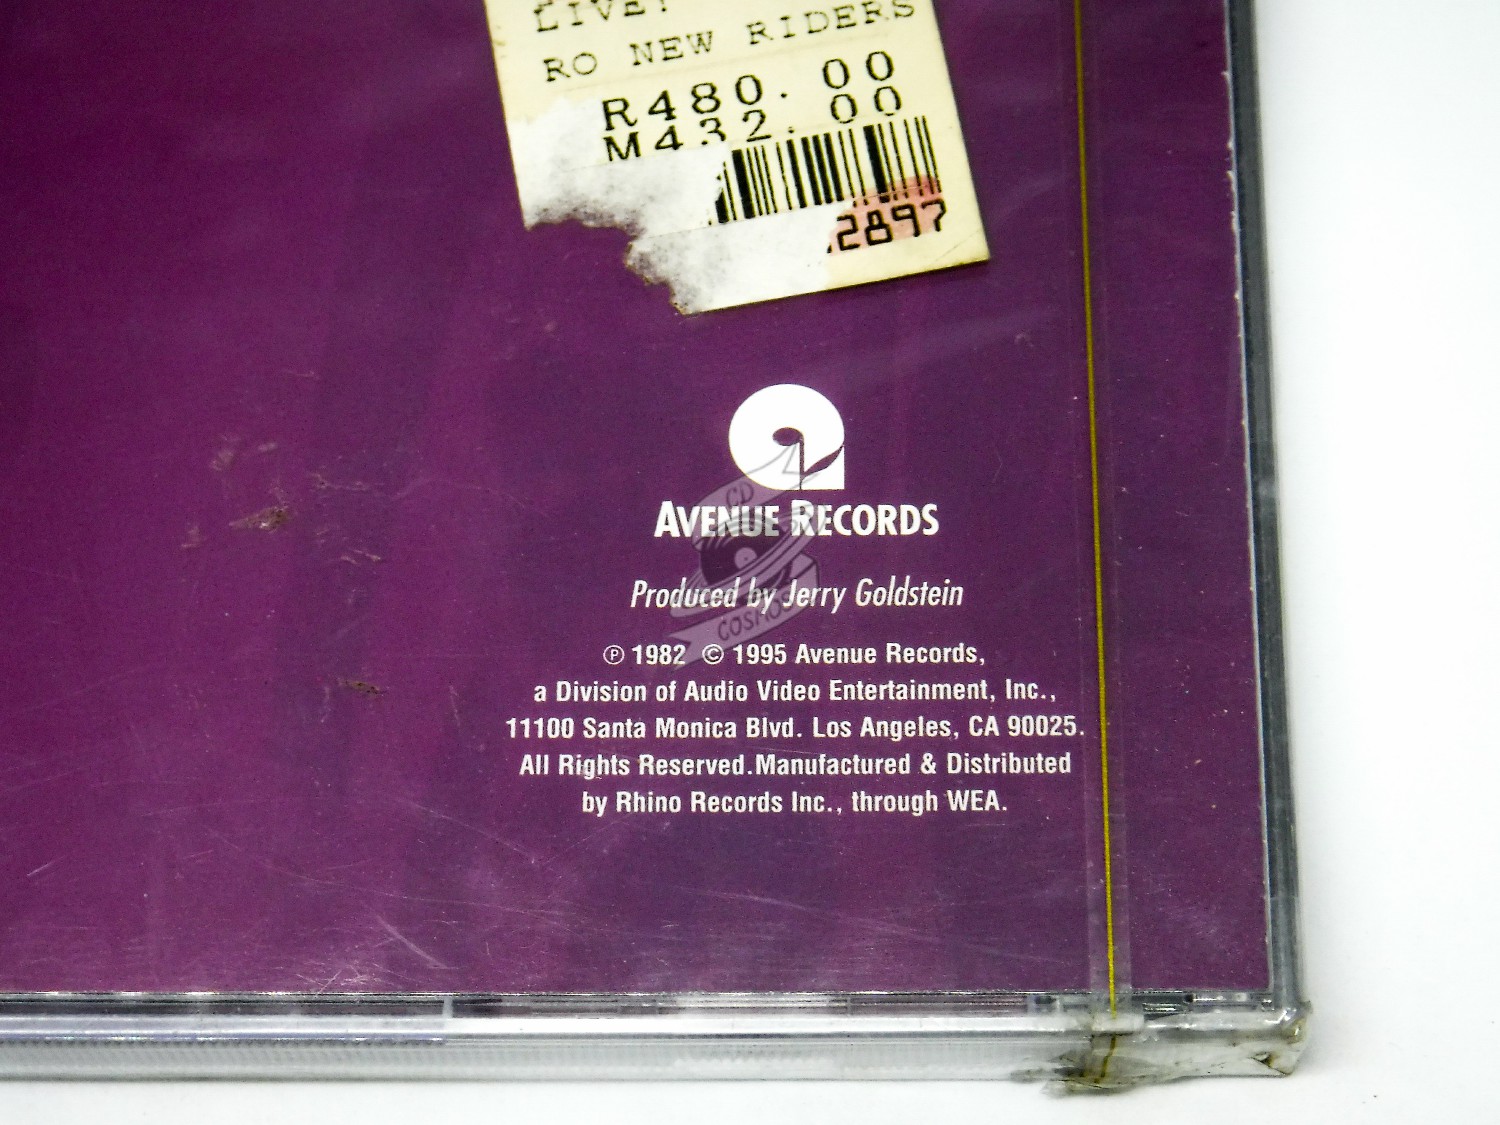 LIVE!
RO NEW RIDERS
R480.00
M432.00
2897
AVENUE RECORDS
CD
COSMOS
Produced by Jerry Goldstein
℗ 1982 © 1995 Avenue Records,
a Division of Audio Video Entertainment, Inc.,
11100 Santa Monica Blvd. Los Angeles, CA 90025.
All Rights Reserved.Manufactured & Distributed
by Rhino Records Inc., through WEA.